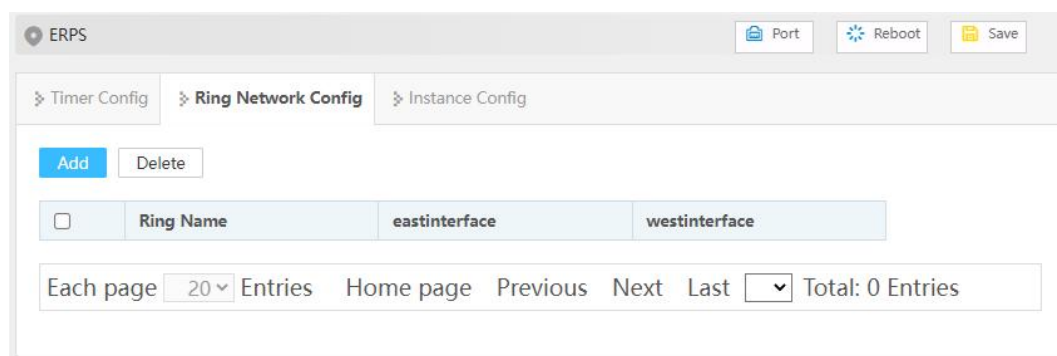 ERPS Port Reboot Save
Timer Config Ring Network Config Instance Config
Add Delete
Ring Name eastinterface westinterface
Each page 20 Entries Home page Previous Next Last Total: 0 Entries